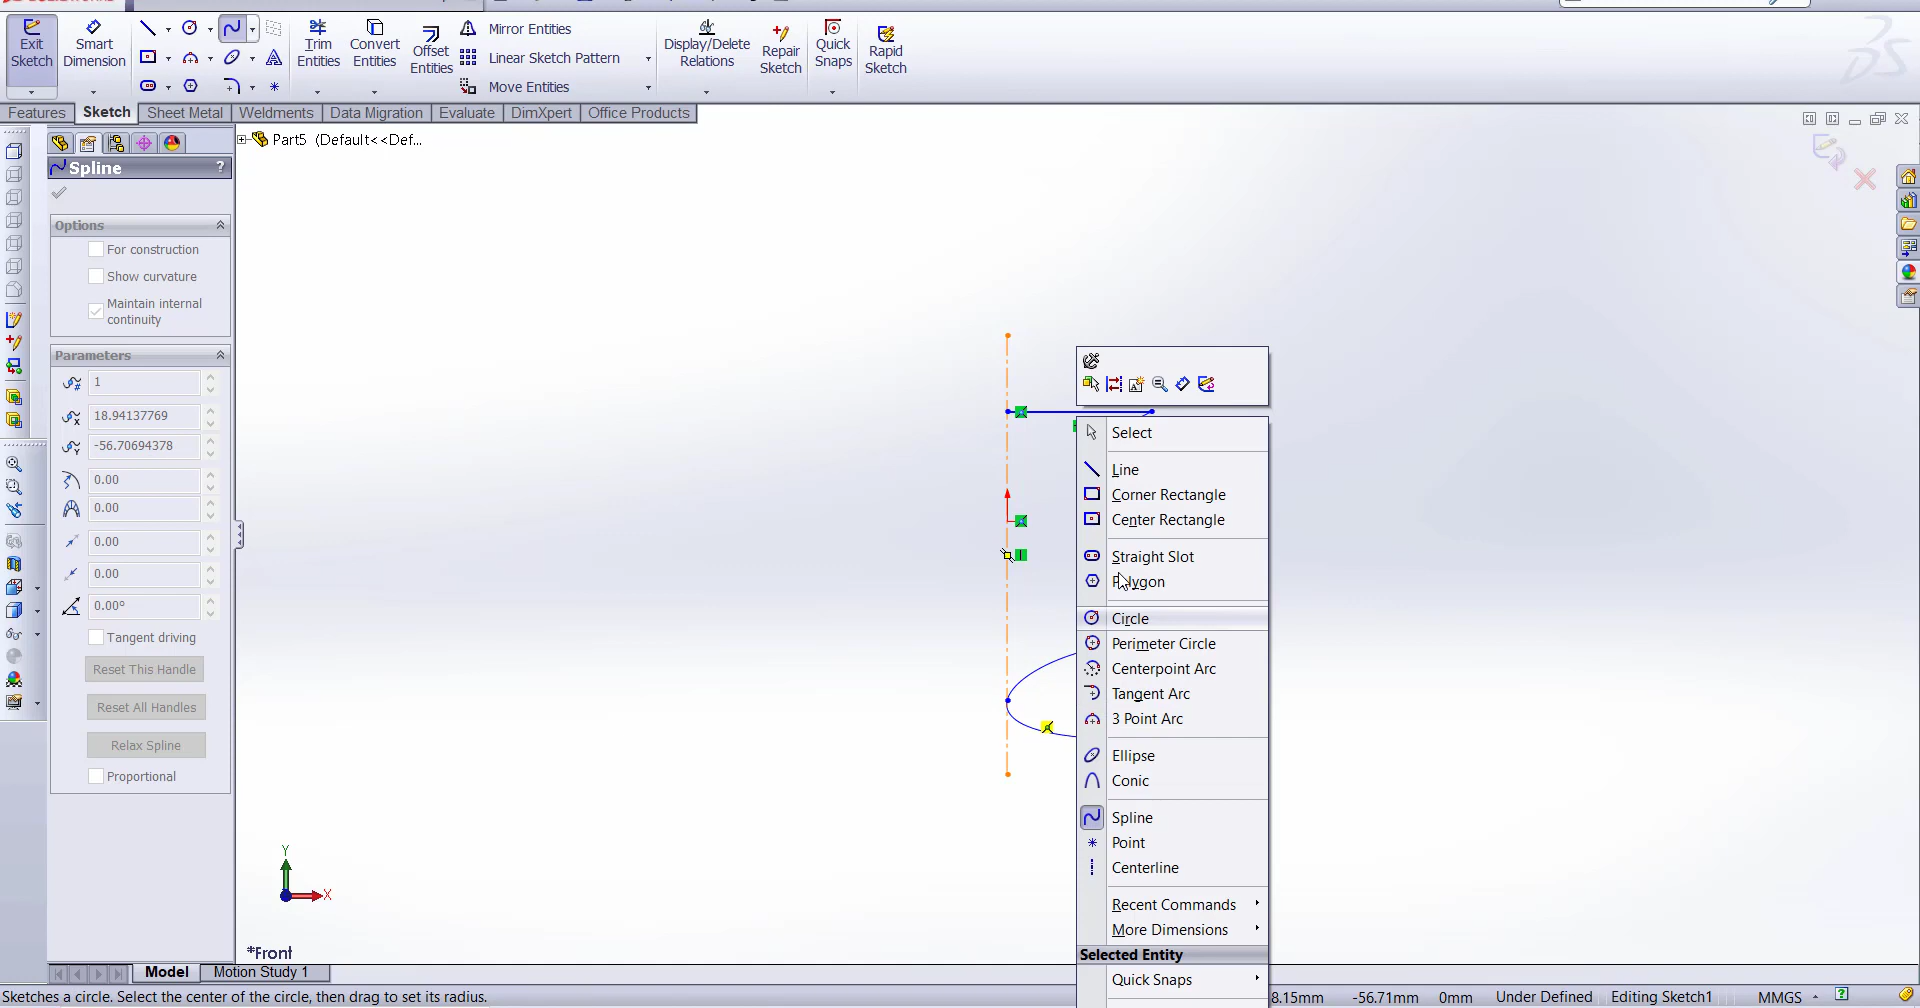 Exit Sketch
Smart Dimension
Trim Entities
Convert Entities
Offset Entities
Mirror Entities
Linear Sketch Pattern
Move Entities
Display/Delete Relations
Repair Sketch
Quick Snaps
Rapid Sketch
Features
Sketch
Sheet Metal
Weldments
Data Migration
Evaluate
DimXpert
Office Products
Part5 (Default<<Def...
Spline
?
Options
For construction
Show curvature
Maintain internal
continuity
Parameters
1
18.94137769
-56.70694378
0.00
0.00
0.00
0.00
0.00°
Tangent driving
Reset This Handle
Reset All Handles
Relax Spline
Proportional
Select
Line
Corner Rectangle
Center Rectangle
Straight Slot
Polygon
Circle
Perimeter Circle
Centerpoint Arc
Tangent Arc
3 Point Arc
Ellipse
Conic
Spline
Point
Centerline
Recent Commands
More Dimensions
Selected Entity
Quick Snaps
Y
X
*Front
Model
Motion Study 1
Sketches a circle. Select the center of the circle, then drag to set its radius.
8.15mm
-56.71mm
0mm
Under Defined
Editing Sketch1
MMGS